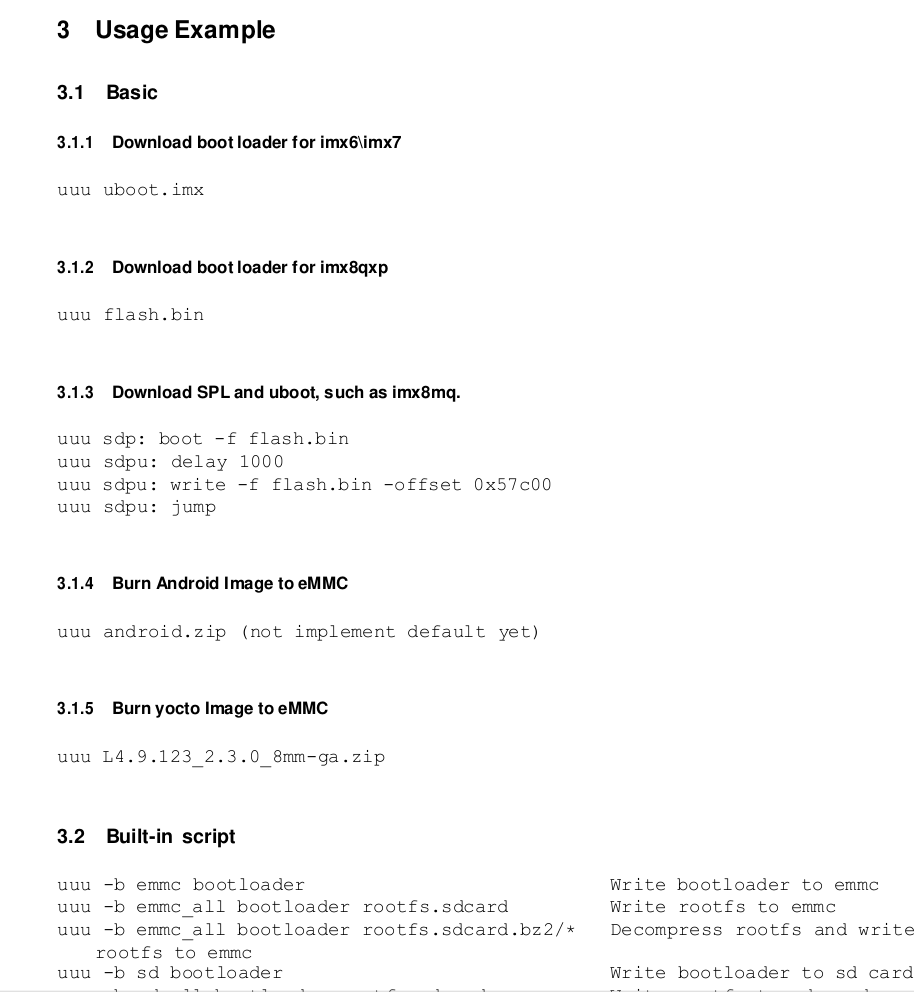 3 Usage Example
3.1 Basic
3.1.1 Download boot loader for imx6\imx7
uuu uboot.imx
3.1.2 Download boot loader for imx8qxp
uuu flash.bin
3.1.3 Download SPL and uboot, such as imx8mq.
uuu sdp: boot -f flash.bin
uuu sdpu: delay 1000
uuu sdpu: write -f flash.bin -offset 0x57c00
uuu sdpu: jump
3.1.4 Burn Android Image to eMMC
uuu android.zip (not implement default yet)
3.1.5 Burn yocto Image to eMMC
uuu L4.9.123_2.3.0_8mm-ga.zip
3.2 Built-in script
uuu -b emmc bootloader Write bootloader to emmc
uuu -b emmc_all bootloader rootfs.sdcard Write rootfs to emmc
uuu -b emmc_all bootloader rootfs.sdcard.bz2/* Decompress rootfs and write
rootfs to emmc
uuu -b sd bootloader Write bootloader to sd card